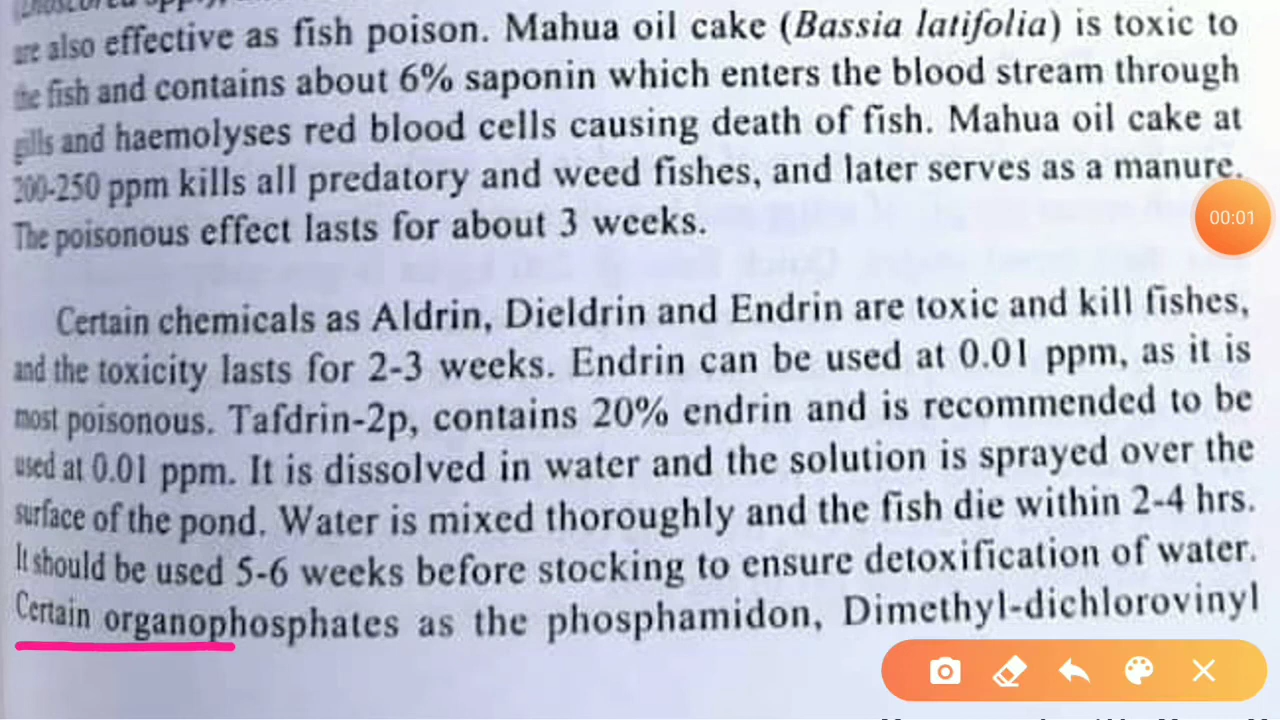 are also effective as fish poison. Mahua oil cake (Bassia latifolia) is toxic to
the fish and contains about 6% saponin which enters the blood stream through
gills and haemolyses red blood cells causing death of fish. Mahua oil cake at
200-250 ppm kills all predatory and weed fishes, and later serves as a manure.
The poisonous effect lasts for about 3 weeks.
00:01
Certain chemicals as Aldrin, Dieldrin and Endrin are toxic and kill fishes,
and the toxicity lasts for 2-3 weeks. Endrin can be used at 0.01 ppm, as it is
most poisonous. Tafdrin-2p, contains 20% endrin and is recommended to be
used at 0.01 ppm. It is dissolved in water and the solution is sprayed over the
surface of the pond. Water is mixed thoroughly and the fish die within 2-4 hrs.
It should be used 5-6 weeks before stocking to ensure detoxification of water.
Certain organophosphates as the phosphamidon, Dimethyl-dichlorovinyl